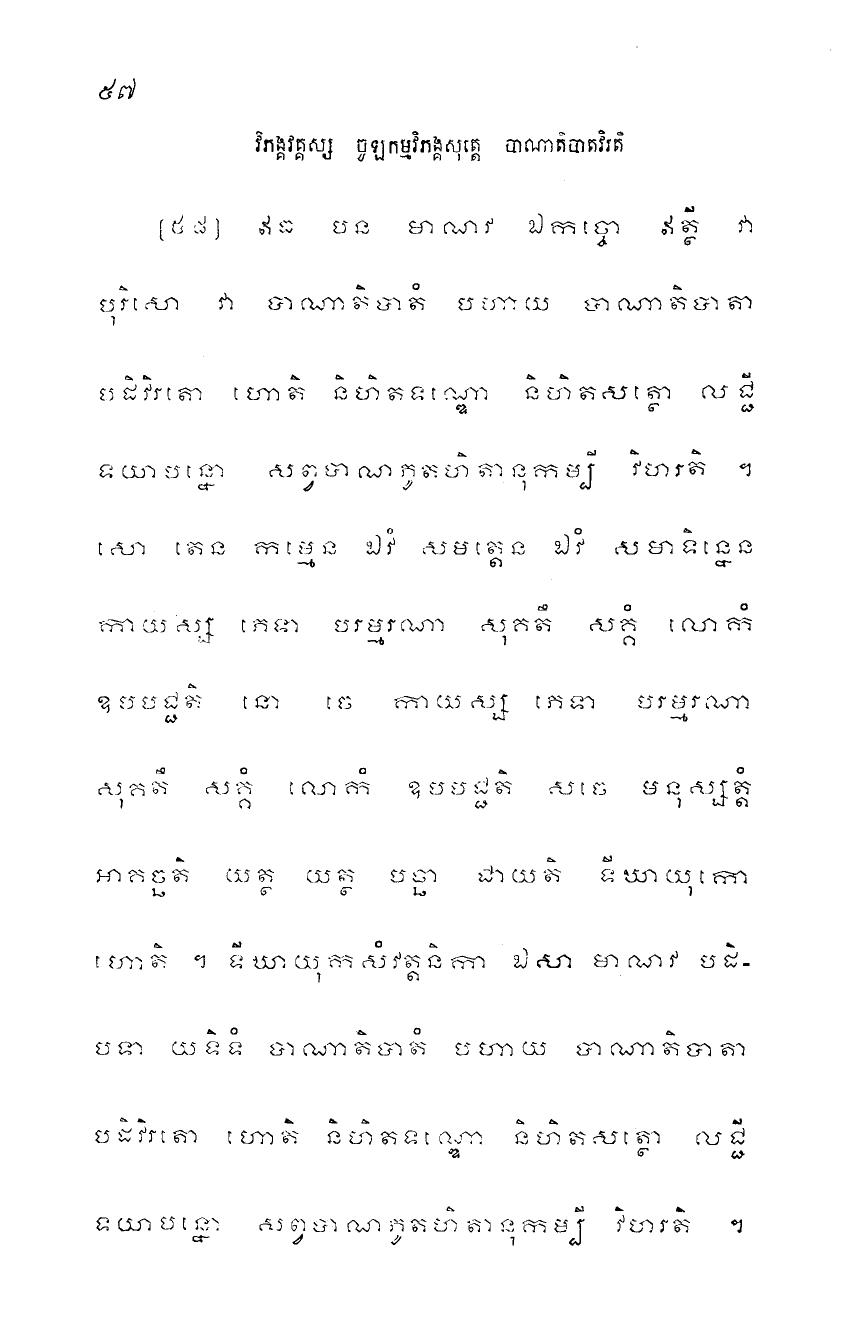 ៥៧
វិភង្គវគ្គស្ស ចូឡកម្មវិភង្គសុត្តេ បាណាតិបាតវិរតិ
[៥៨] ឥធ បន មាណវ ឯកច្ចោ ឥត្ថី វា
បុរិសោ វា បាណាតិបាតំ បហាយ បាណាតិបាតា
បដិវិរតោ ហោតិ និហិតទណ្ឌោ និហិតសត្ថោ លជ្ជី
ទយាបន្នោ សព្វបាណភូតហិតានុកម្បី វិហរតិ ។
សោ តេន កម្មេន ឯវំ សមត្តេន ឯវំ សមាទិន្នេន
កាយស្ស ភេទា បរម្មរណា សុគតឹ សគ្គំ លោកំ
ឧបបជ្ជតិ នោ ចេ កាយស្ស ភេទា បរម្មរណា
សុគតឹ សគ្គំ លោកំ ឧបបជ្ជតិ សចេ មនុស្សត្តំ
អាគច្ឆតិ យត្ថ យត្ថ បច្ឆា ជាយតិ ទីឃាយុកោ
ហោតិ ។ ទីឃាយុកសំវត្តនិកា ឯសា មាណវ បដិ-
បទា យទិទំ បាណាតិបាតំ បហាយ បាណាតិបាតា
បដិវិរតោ ហោតិ និហិតទណ្ឌោ និហិតសត្ថោ លជ្ជី
ទយាបន្នោ សព្វបាណភូតហិតានុកម្បី វិហរតិ ។